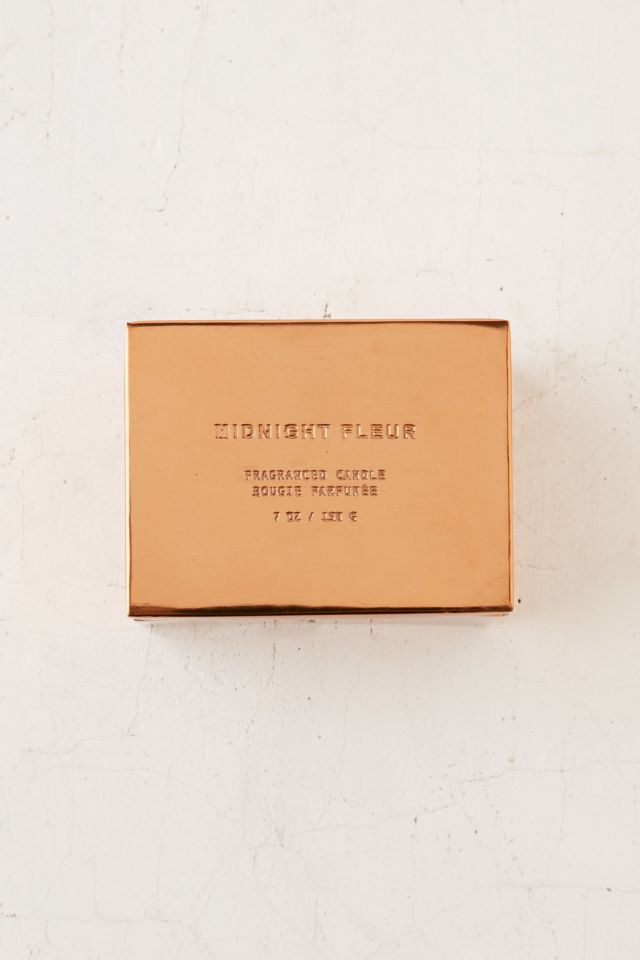 MIDNIGHT FLEUR
FRAGRANCED CANDLE
BOUGIE PARFUMÉE
7 OZ / 198 G